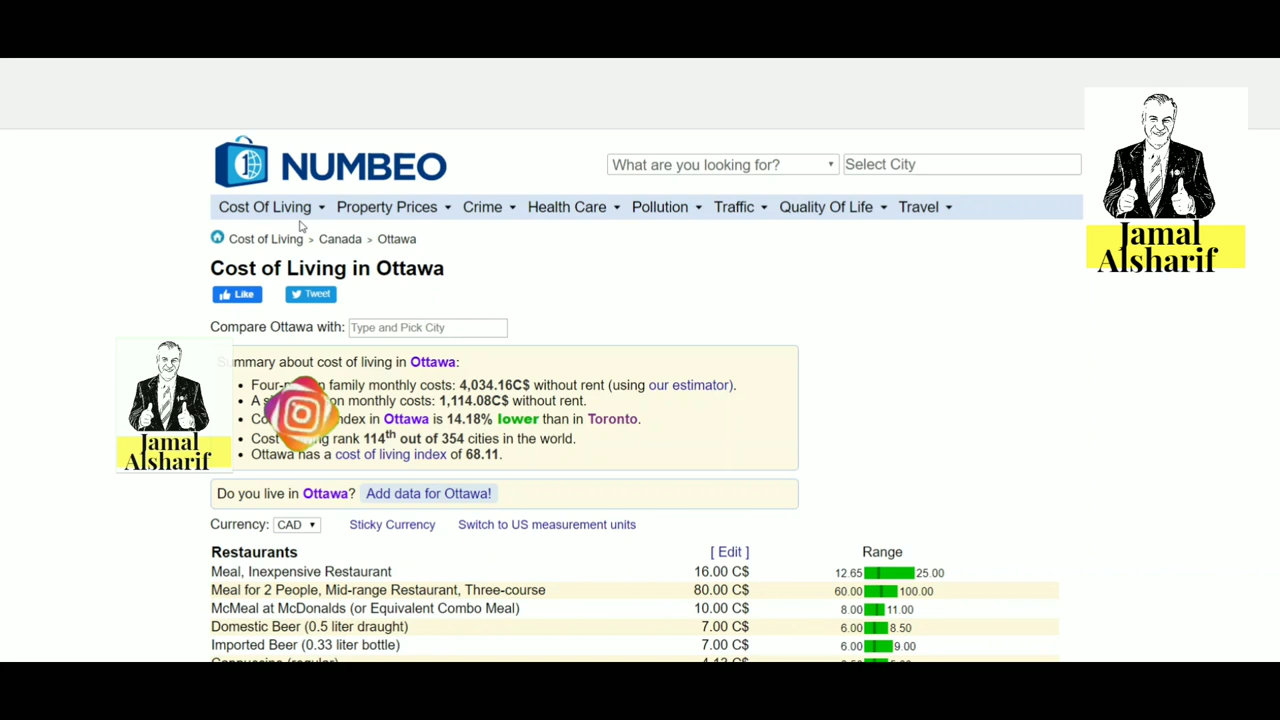 NUMBEO
What are you looking for?
Select City
Cost Of Living
Property Prices
Crime
Health Care
Pollution
Traffic
Quality Of Life
Travel
Jamal
Alsharif
Cost of Living > Canada > Ottawa
Cost of Living in Ottawa
Like
Tweet
Compare Ottawa with: Type and Pick City
Summary about cost of living in Ottawa:
family monthly costs: 4,034.16C$ without rent (using our estimator).
monthly costs: 1,114.08C$ without rent.
in Ottawa is 14.18% lower than in Toronto.
rank 114th out of 354 cities in the world.
Ottawa has a cost of living index of 68.11.
Jamal
Alsharif
Do you live in Ottawa? Add data for Ottawa!
Currency: CAD Sticky Currency Switch to US measurement units
Restaurants [ Edit ] Range
Meal, Inexpensive Restaurant 16.00 C$ 12.65 25.00
Meal for 2 People, Mid-range Restaurant, Three-course 80.00 C$ 60.00 100.00
McMeal at McDonalds (or Equivalent Combo Meal) 10.00 C$ 8.00 11.00
Domestic Beer (0.5 liter draught) 7.00 C$ 6.00 8.50
Imported Beer (0.33 liter bottle) 7.00 C$ 6.00 9.00